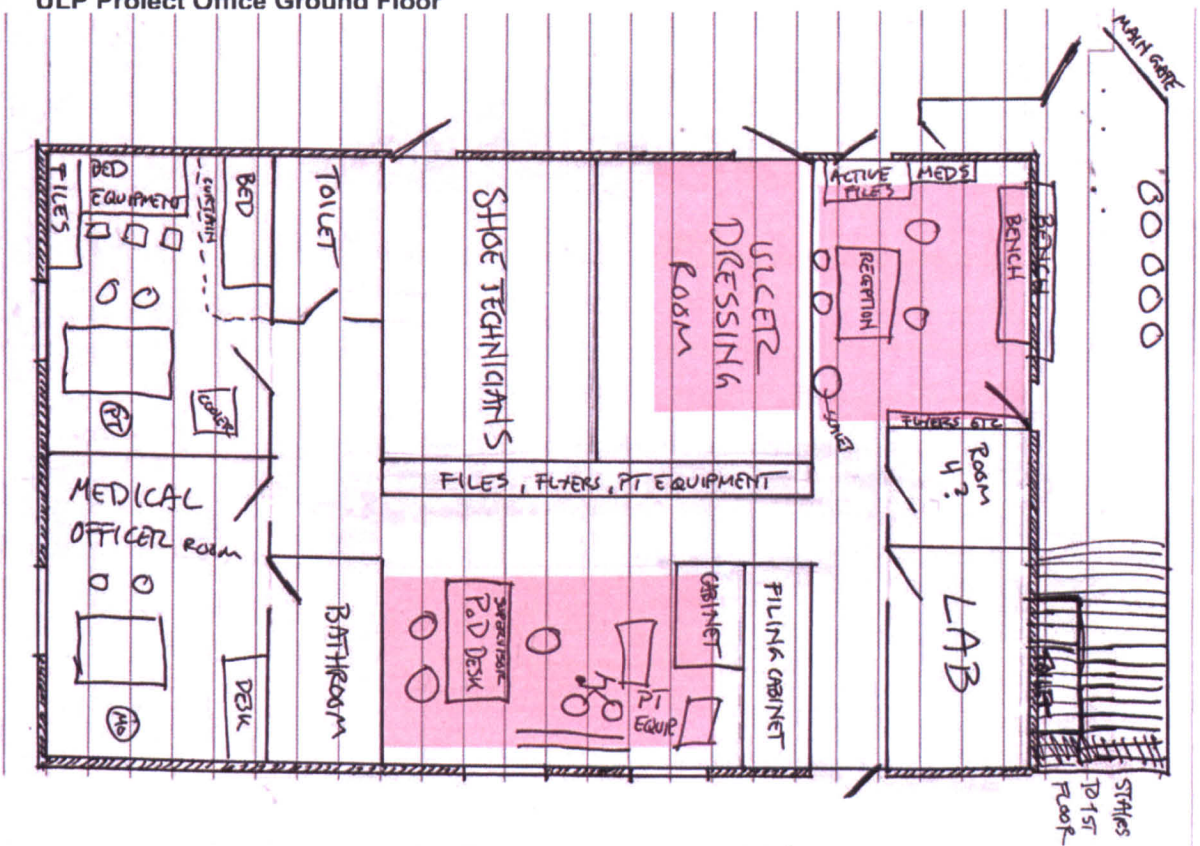 ULP Project Office Ground Floor
MAIN GATE
FILES
BED
EQUIPMENT
CURTAIN
BED
TOILET
SHOE TECHNICIANS
ULCER
DRESSING
ROOM
ACTIVE
FILES
MEDS
RECEPTION
BENCH
BENCH
SCALES
FLYERS ETC
ROOM
4?
PT
COOLER
FILES, FLYERS, PT EQUIPMENT
MEDICAL
OFFICER ROOM
MO
DESK
BATHROOM
SUPERVISOR
POD DESK
PT
EQUIP
CABINET
FILING CABINET
LAB
TOILET
STAIRS
TO 1ST
FLOOR